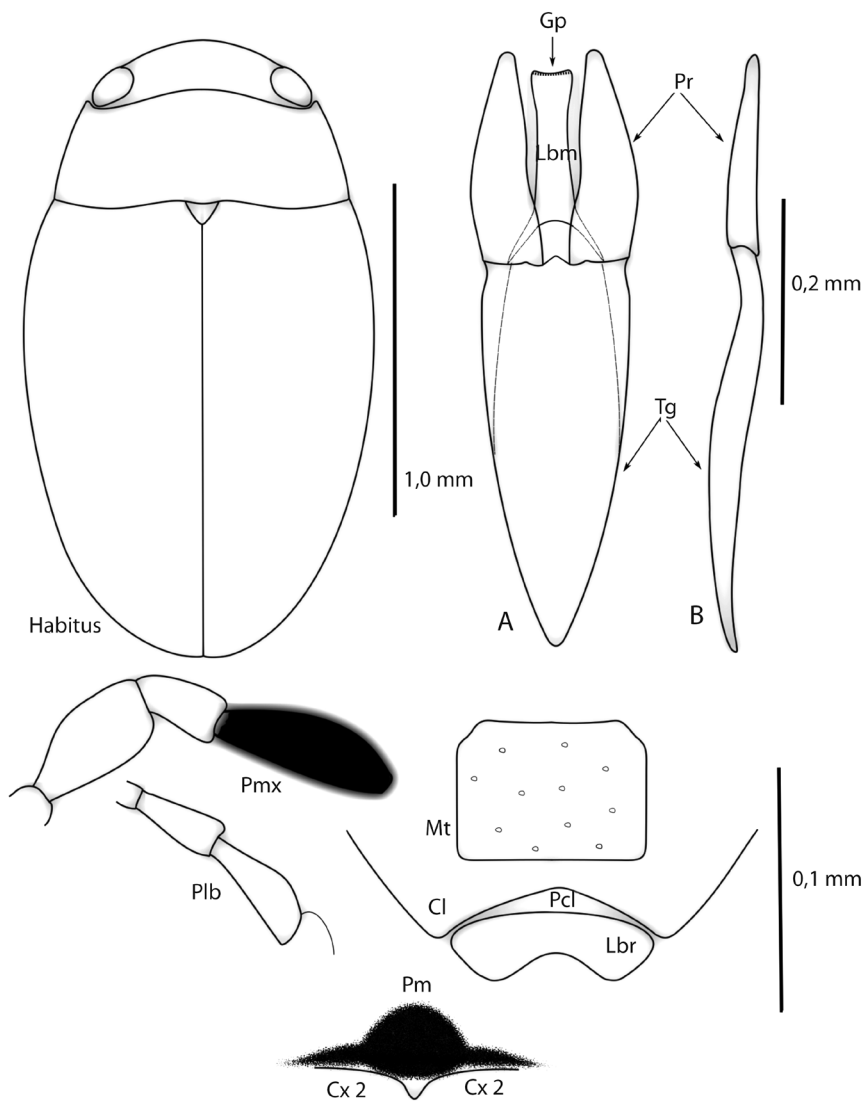 Gp
Pr
Lbm
0,2 mm
Tg
1,0 mm
Habitus
A
B
Pmx
Mt
Plb
0,1 mm
Cl
Pcl
Lbr
Pm
Cx 2
Cx 2